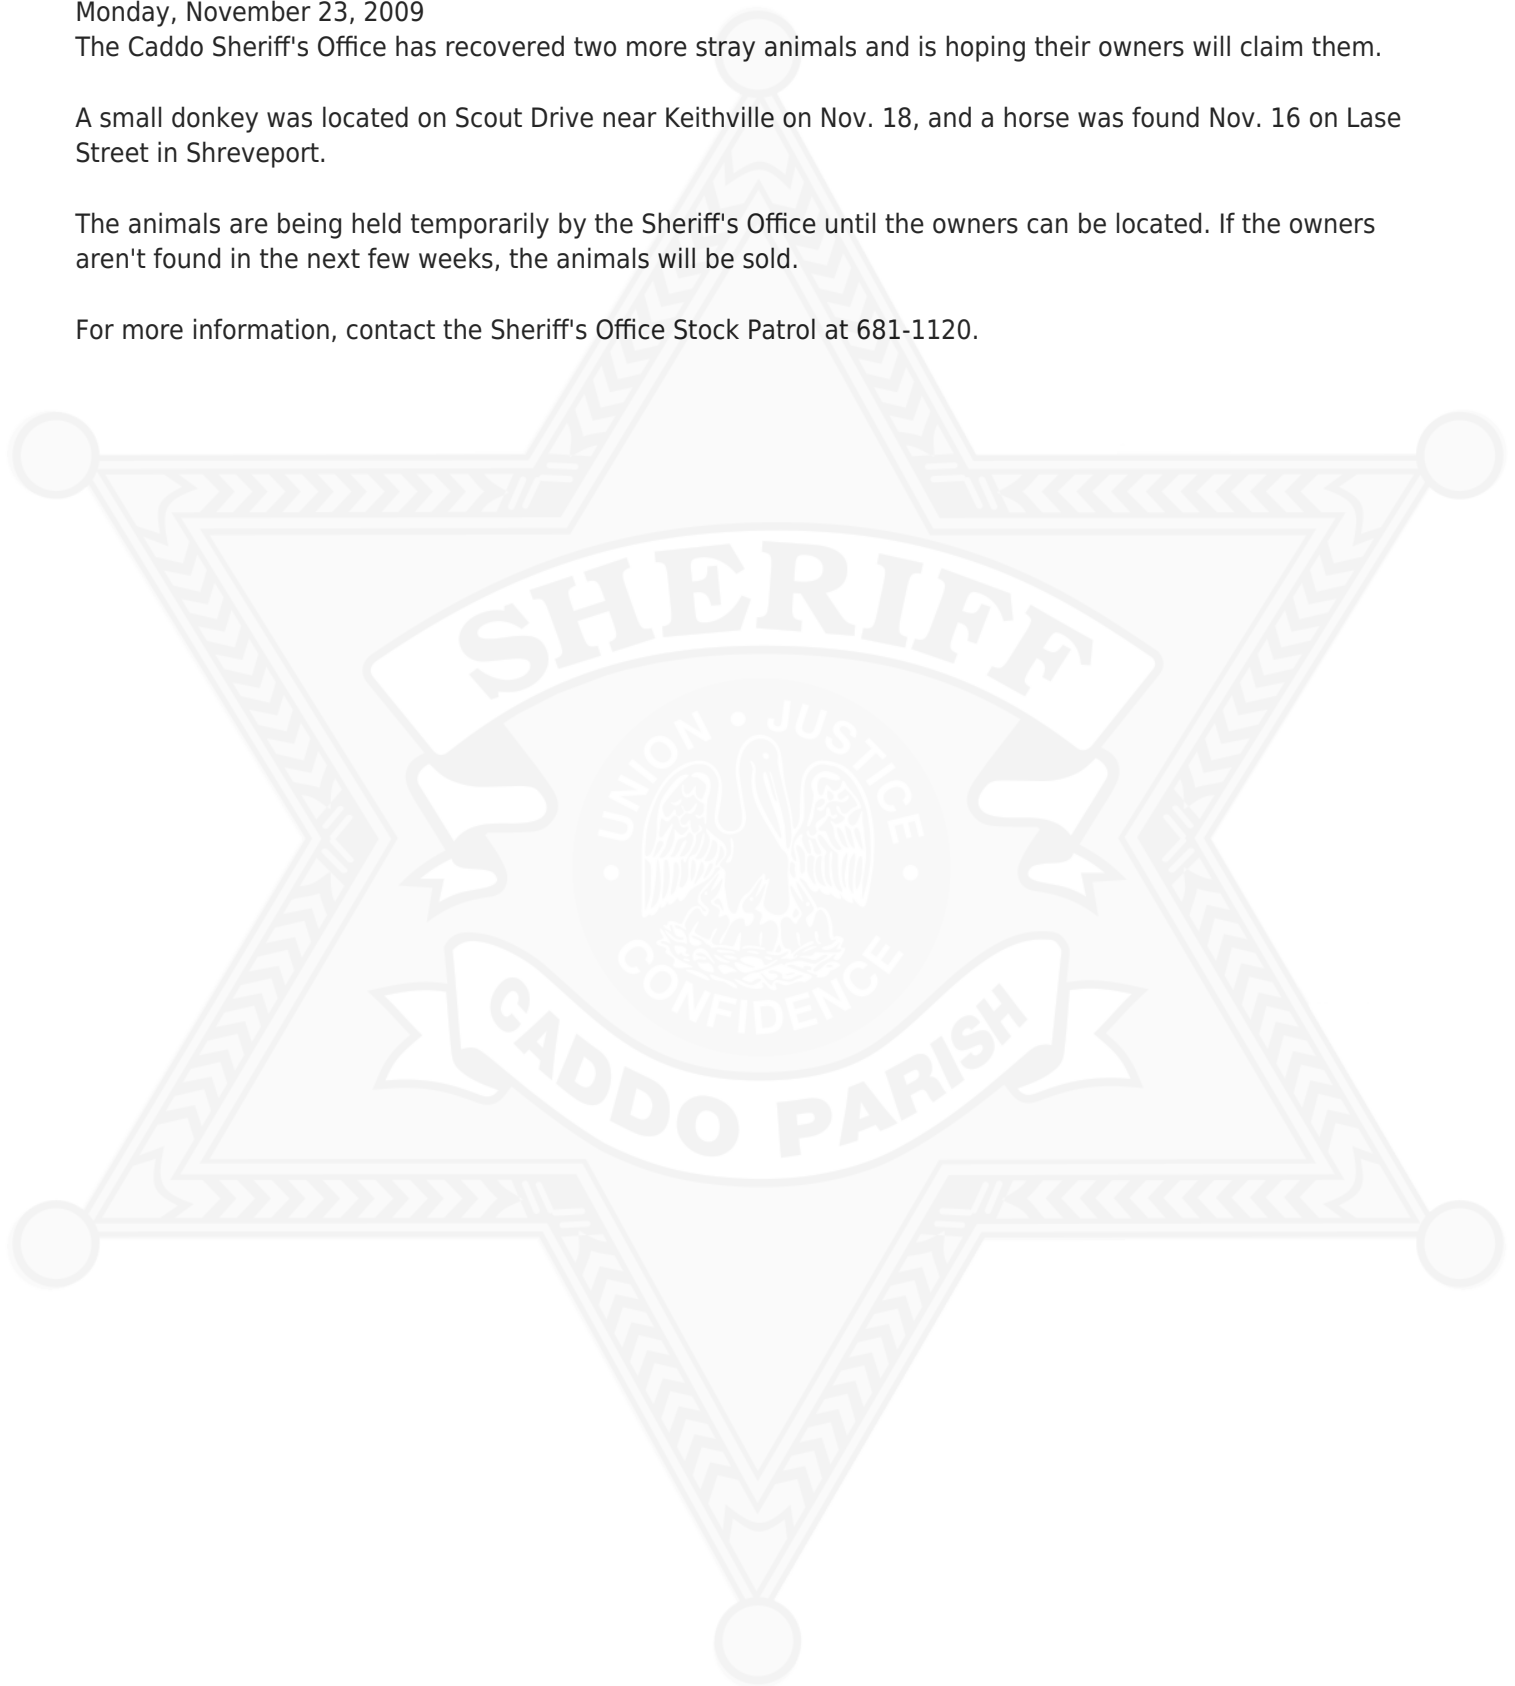 Monday, November 23, 2009
The Caddo Sheriff's Office has recovered two more stray animals and is hoping their owners will claim them.
A small donkey was located on Scout Drive near Keithville on Nov. 18, and a horse was found Nov. 16 on Lase
Street in Shreveport.
The animals are being held temporarily by the Sheriff's Office until the owners can be located. If the owners
aren't found in the next few weeks, the animals will be sold.
For more information, contact the Sheriff's Office Stock Patrol at 681-1120.
SHERIFF
UNION • JUSTICE
• CONFIDENCE •
CADDO PARISH